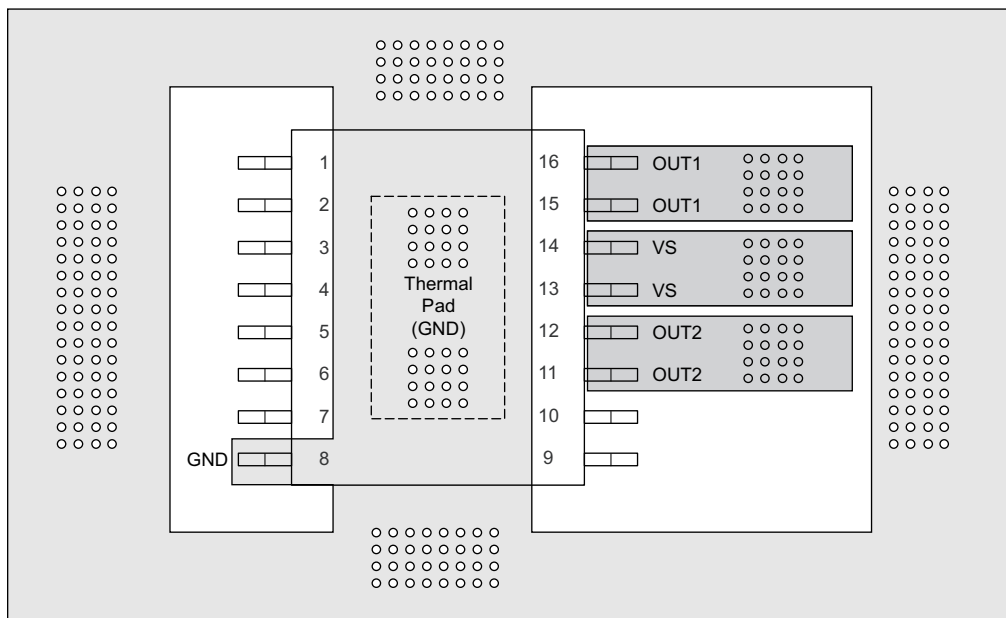 1
2
3
4
5
6
7
GND 8
Thermal
Pad
(GND)
16 OUT1
15 OUT1
14 VS
13 VS
12 OUT2
11 OUT2
10
9